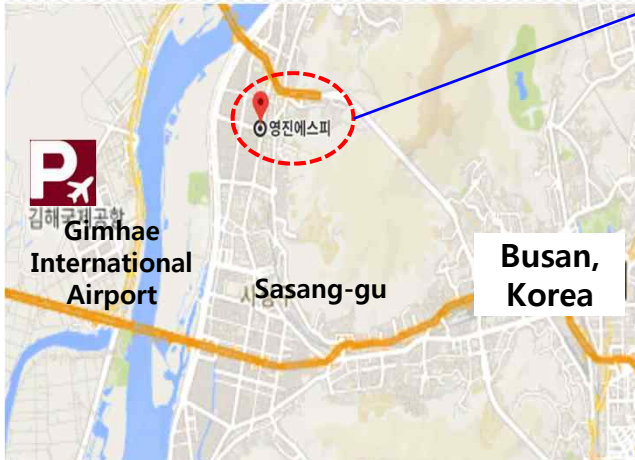 영진에스피
P
김해국제공항
Gimhae
International
Airport
Sasang-gu
Busan,
Korea